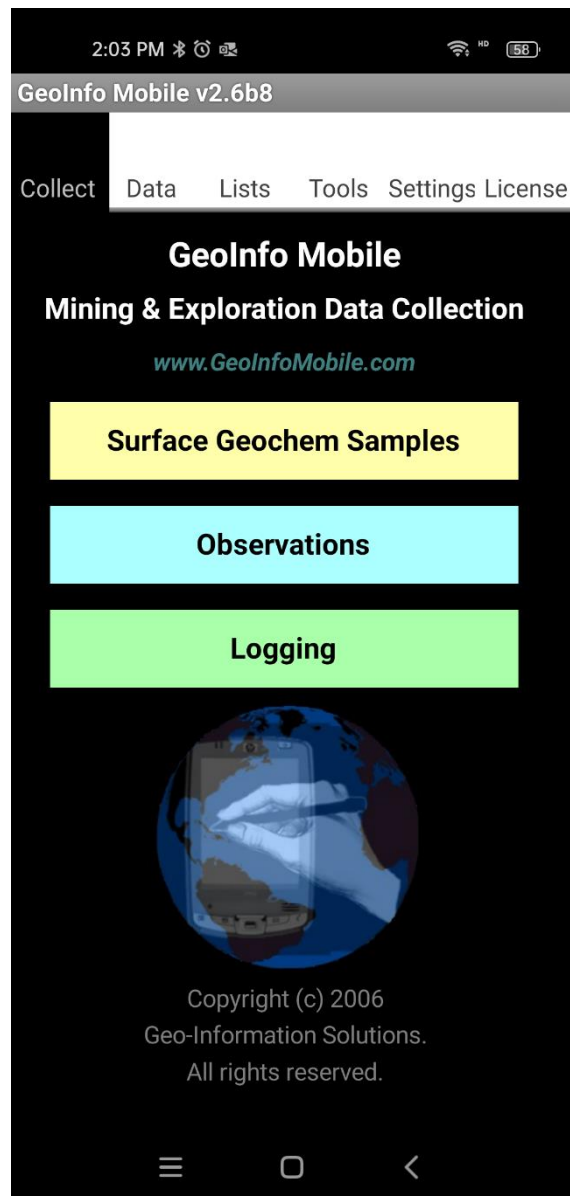 2:03 PM
HD
58
GeoInfo Mobile v2.6b8
Collect Data Lists Tools Settings License
GeoInfo Mobile
Mining & Exploration Data Collection
www.GeoInfoMobile.com
Surface Geochem Samples
Observations
Logging
Copyright (c) 2006
Geo-Information Solutions.
All rights reserved.